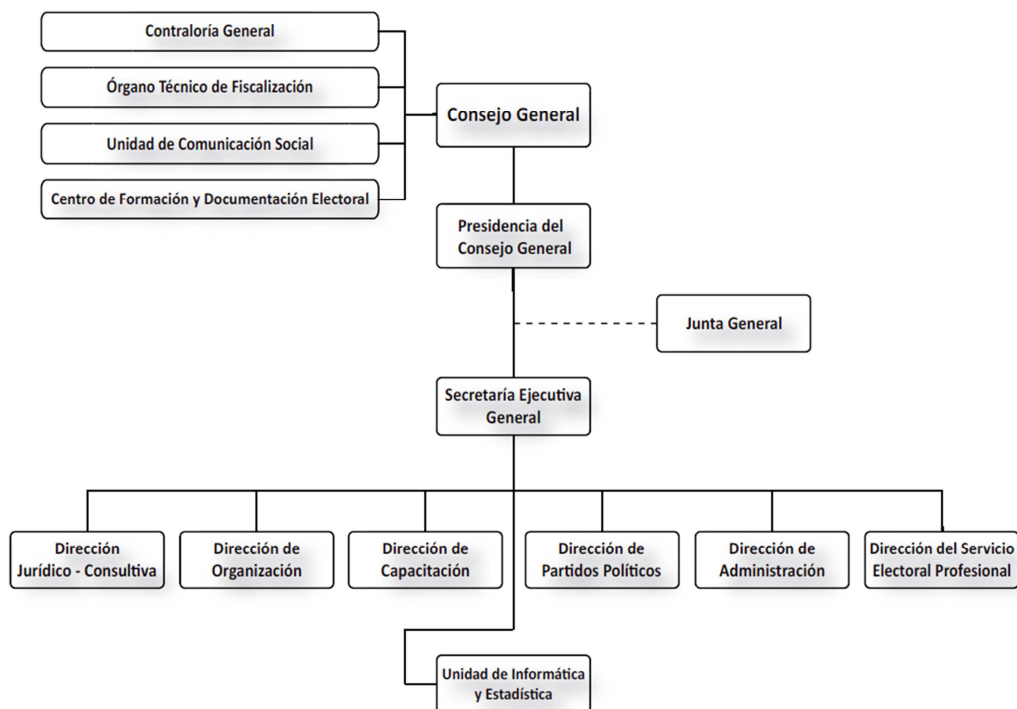 Contraloría General
Órgano Técnico de Fiscalización
Unidad de Comunicación Social
Centro de Formación y Documentación Electoral
Consejo General
Presidencia del
Consejo General
Junta General
Secretaría Ejecutiva
General
Dirección
Jurídico - Consultiva
Dirección de
Organización
Dirección de
Capacitación
Dirección de
Partidos Políticos
Dirección de
Administración
Dirección del Servicio
Electoral Profesional
Unidad de Informática
y Estadística